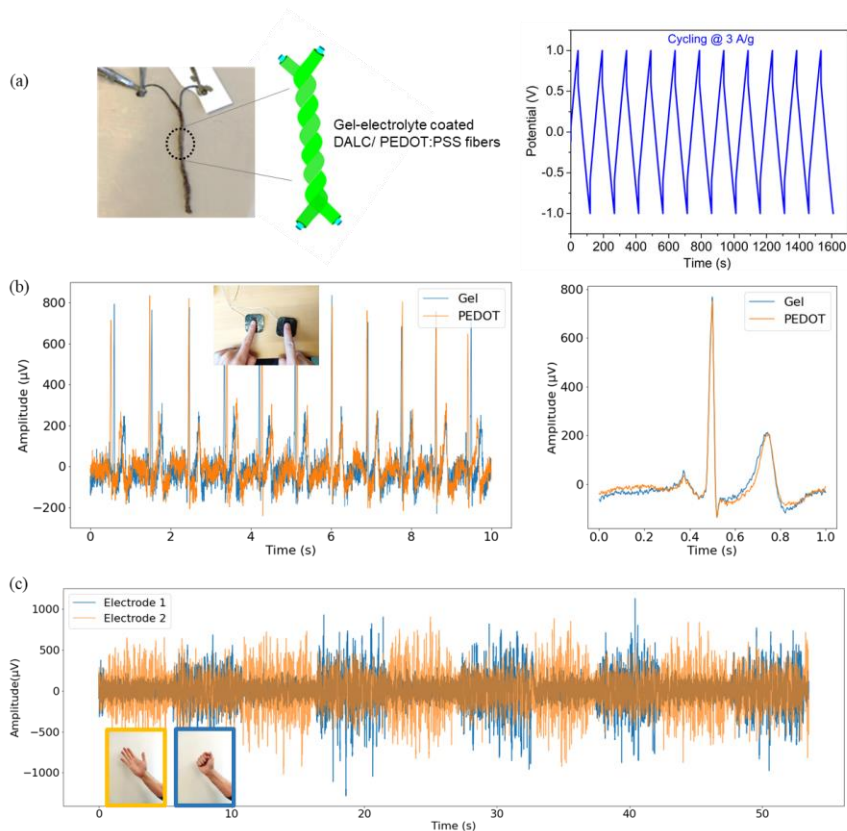 (a)
Gel-electrolyte coated
DALC/ PEDOT:PSS fibers
Cycling @ 3 A/g
Potential (V)
1.0
0.5
0.0
-0.5
-1.0
0 200 400 600 800 1000 1200 1400 1600
Time (s)
(b)
Gel
PEDOT
Amplitude (µV)
800
600
400
200
0
−200
0 2 4 6 8 10
Time (s)
Gel
PEDOT
Amplitude (µV)
800
600
400
200
0
0.0 0.2 0.4 0.6 0.8 1.0
Time (s)
(c)
Electrode 1
Electrode 2
Amplitude(µV)
1000
500
0
−500
−1000
0 10 20 30 40 50
Time (s)